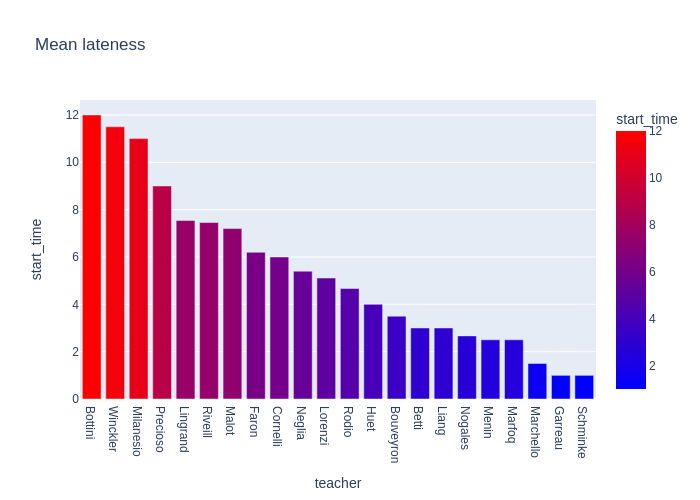 Mean lateness
start_time
12
10
8
6
4
2
0
Bottini
Winckler
Milanesio
Precioso
Lingrand
Riveill
Malot
Faron
Cornelli
Neglia
Lorenzi
Rodio
Huet
Bouveyron
Betti
Liang
Nogales
Menin
Marfoq
Marchello
Garreau
Schminke
teacher
start_time
12
10
8
6
4
2